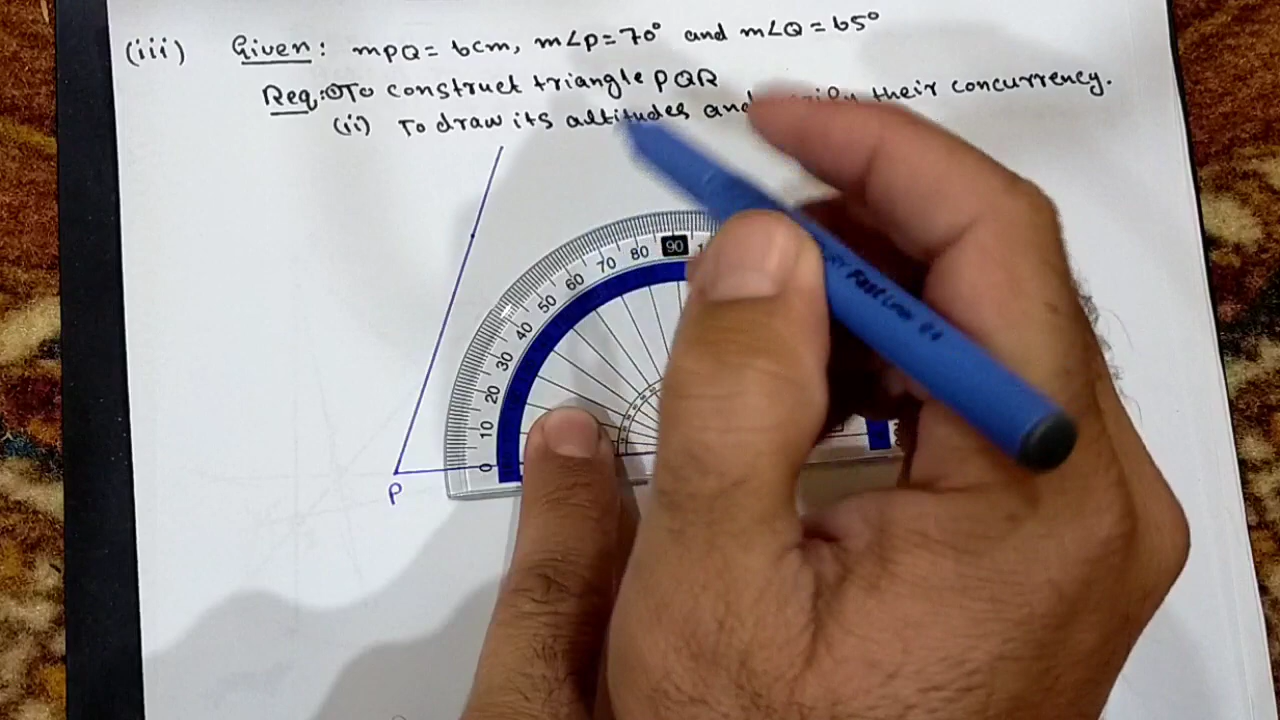 (iii) Given: mPQ = 6cm, m∠P=70° and m∠Q = 65°
Req:(i) To construct triangle PQR
(ii) To draw its altitudes and their concurrency.
0 10 20 30 40 50 60 70 80 90
P